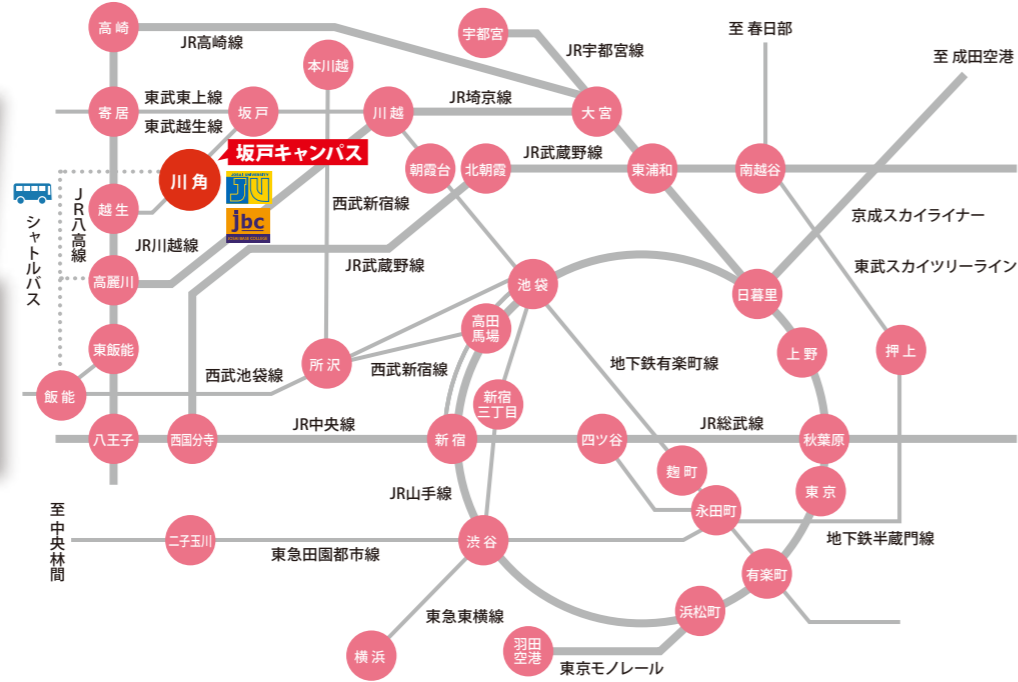 高崎
JR高崎線
宇都宮
JR宇都宮線
至 春日部
至 成田空港
本川越
寄居
東武東上線
東武越生線
坂戸
川越
JR埼京線
大宮
坂戸キャンパス
川角
JOSAI UNIVERSITY
JU
jbc
JOSAI BASE COLLEGE
朝霞台
北朝霞
JR武蔵野線
東浦和
南越谷
シャトルバス
JR八高線
越生
西武新宿線
京成スカイライナー
JR川越線
JR武蔵野線
東武スカイツリーライン
高麗川
池袋
日暮里
高田
馬場
上野
押上
東飯能
所沢
西武新宿線
地下鉄有楽町線
西武池袋線
飯能
新宿
三丁目
八王子
西国分寺
JR中央線
新宿
四ツ谷
JR総武線
秋葉原
麹町
東京
JR山手線
永田町
至 中央林間
二子玉川
東急田園都市線
渋谷
地下鉄半蔵門線
有楽町
東急東横線
浜松町
横浜
羽田
空港
東京モノレール